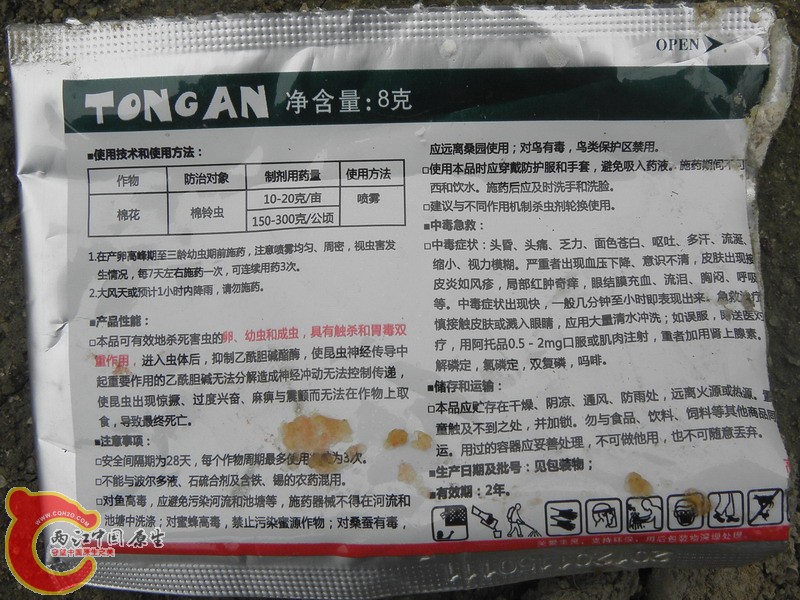 OPEN
TONGAN 净含量:8克
■使用技术和使用方法：
作物 防治对象 制剂用药量 使用方法
棉花 棉铃虫 10-20克/亩 喷雾
150-300克/公顷
1.在产卵高峰期至三龄幼虫期前施药，注意喷雾均匀、周密，视虫害发
生情况，每7天左右施药一次，可连续用药3次。
2.大风天或预计1小时内降雨，请勿施药。
■产品性能：
□本品可有效地杀死害虫的卵、幼虫和成虫，具有触杀和胃毒双
重作用，进入虫体后，抑制乙酰胆碱酯酶，使昆虫神经传导中
起重要作用的乙酰胆碱无法分解造成神经冲动无法控制传递，
使昆虫出现惊厥、过度兴奋、麻痹与震颤而无法在作物上取
食，导致最终死亡。
■注意事项：
□安全间隔期为28天，每个作物周期最多使用 为3次。
□不能与波尔多液、石硫合剂及含铁、锡的农药混用。
□对鱼高毒，应避免污染河流和池塘等，施药器械不得在河流和
池塘中洗涤；对蜜蜂高毒，禁止污染蜜源作物；对桑蚕有毒，
应远离桑园使用；对鸟有毒，鸟类保护区禁用。
□使用本品时应穿戴防护服和手套，避免吸入药液。施药期间不可
西和饮水。施药后应及时洗手和洗脸。
□建议与不同作用机制杀虫剂轮换使用。
■中毒急救：
□中毒症状：头昏、头痛、乏力、面色苍白、呕吐、多汗、流涎、
缩小、视力模糊。严重者出现血压下降、意识不清，皮肤出现接
皮炎如风疹，局部红肿奇痒，眼结膜充血、流泪、胸闷、呼吸
等。中毒症状出现快，一般几分钟至小时即表现出来。急救治疗
慎接触皮肤或溅入眼睛，应用大量清水冲洗；如误服，即送医对
疗，用阿托品0.5-2mg口服或肌肉注射，重者加用肾上腺素。
解磷定，氯磷定，双复磷，吗啡。
■储存和运输：
□本品应贮存在干燥、阴凉、通风、防雨处，远离火源或热源。置
童触及不到之处，并加锁。勿与食品、饮料、饲料等其他商品同
运。用过的容器应妥善处理，不可做他用，也不可随意丢弃。
■生产日期及批号：见包装物；
■有效期：2年。
WWW.CQH2O.COM
两江中国原生